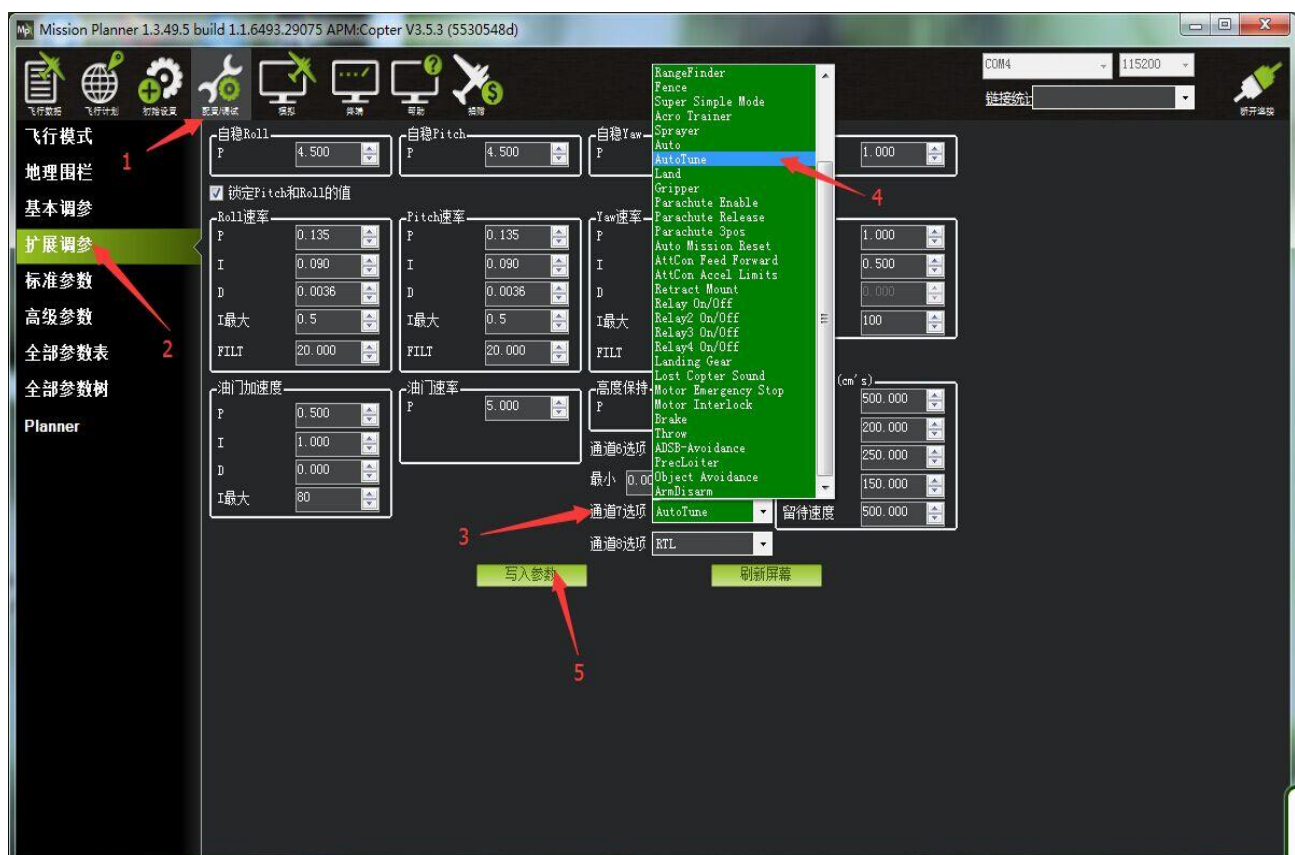 Mission Planner 1.3.49.5 build 1.1.6493.29075 APM:Copter V3.5.3 (5530548d)
COM4
115200
链接统计
飞行数据
飞行计划
初始设置
配置/调试
模拟
终端
帮助
捐赠
断开连接
飞行模式
地理围栏
基本调参
扩展调参
标准参数
高级参数
全部参数表
全部参数树
Planner
1
2
自稳Roll
P 4.500
自稳Pitch
P 4.500
自稳Yaw
P
1.000
锁定Pitch和Roll的值
Roll速率
P 0.135
I 0.090
D 0.0036
I最大 0.5
FILT 20.000
Pitch速率
P 0.135
I 0.090
D 0.0036
I最大 0.5
FILT 20.000
Yaw速率
P
I
D
I最大
FILT
1.000
0.500
0.000
100
油门加速度
P 0.500
I 1.000
D 0.000
I最大 80
油门速率
P 5.000
高度保持
P
(cm's)
500.000
200.000
250.000
150.000
留待速度 500.000
RangeFinder
Fence
Super Simple Mode
Acro Trainer
Sprayer
Auto
AutoTune
Land
Gripper
Parachute Enable
Parachute Release
Parachute 3pos
Auto Mission Reset
AttCon Feed Forward
AttCon Accel Limits
Retract Mount
Relay On/Off
Relay2 On/Off
Relay3 On/Off
Relay4 On/Off
Landing Gear
Lost Copter Sound
Motor Emergency Stop
Motor Interlock
Brake
Throw
ADSB-Avoidance
PrecLoiter
Object Avoidance
ArmDisarm
4
通道6选项
最小 0.00
通道7选项 AutoTune
3
通道8选项 RTL
写入参数
刷新屏幕
5